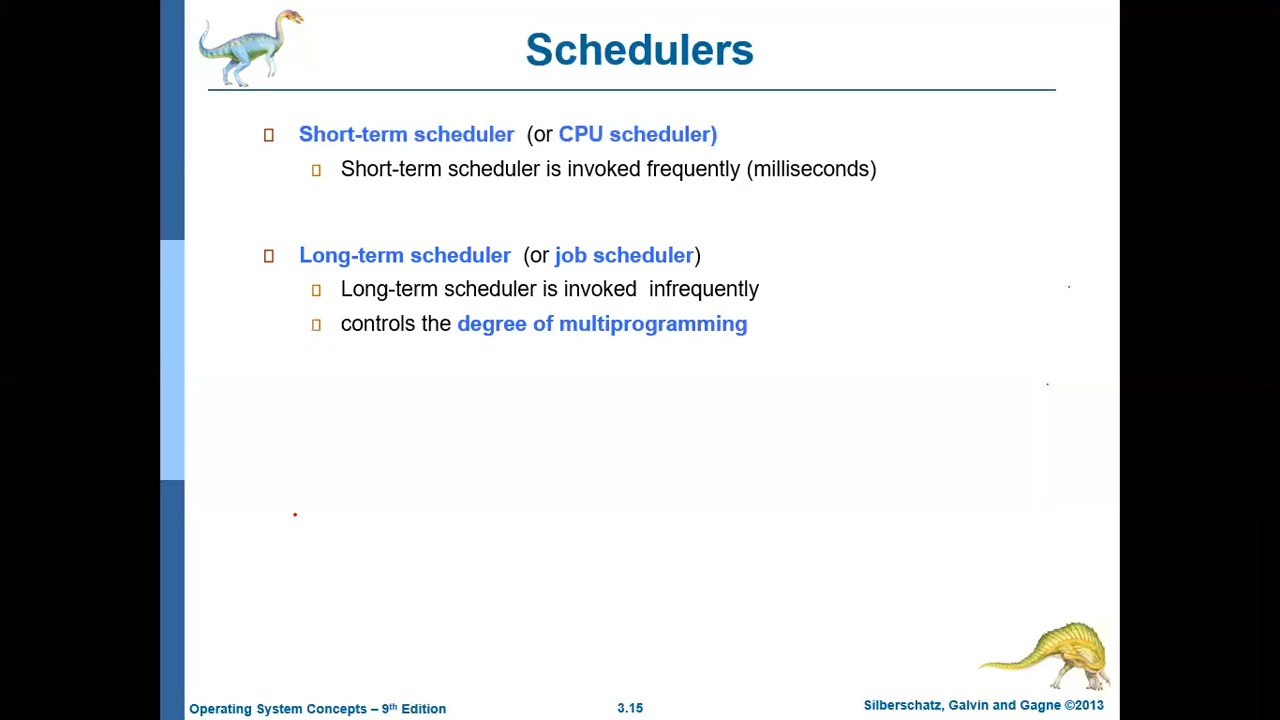 Schedulers
Short-term scheduler (or CPU scheduler)
Short-term scheduler is invoked frequently (milliseconds)
Long-term scheduler (or job scheduler)
Long-term scheduler is invoked infrequently
controls the degree of multiprogramming
Operating System Concepts – 9th Edition
3.15
Silberschatz, Galvin and Gagne ©2013